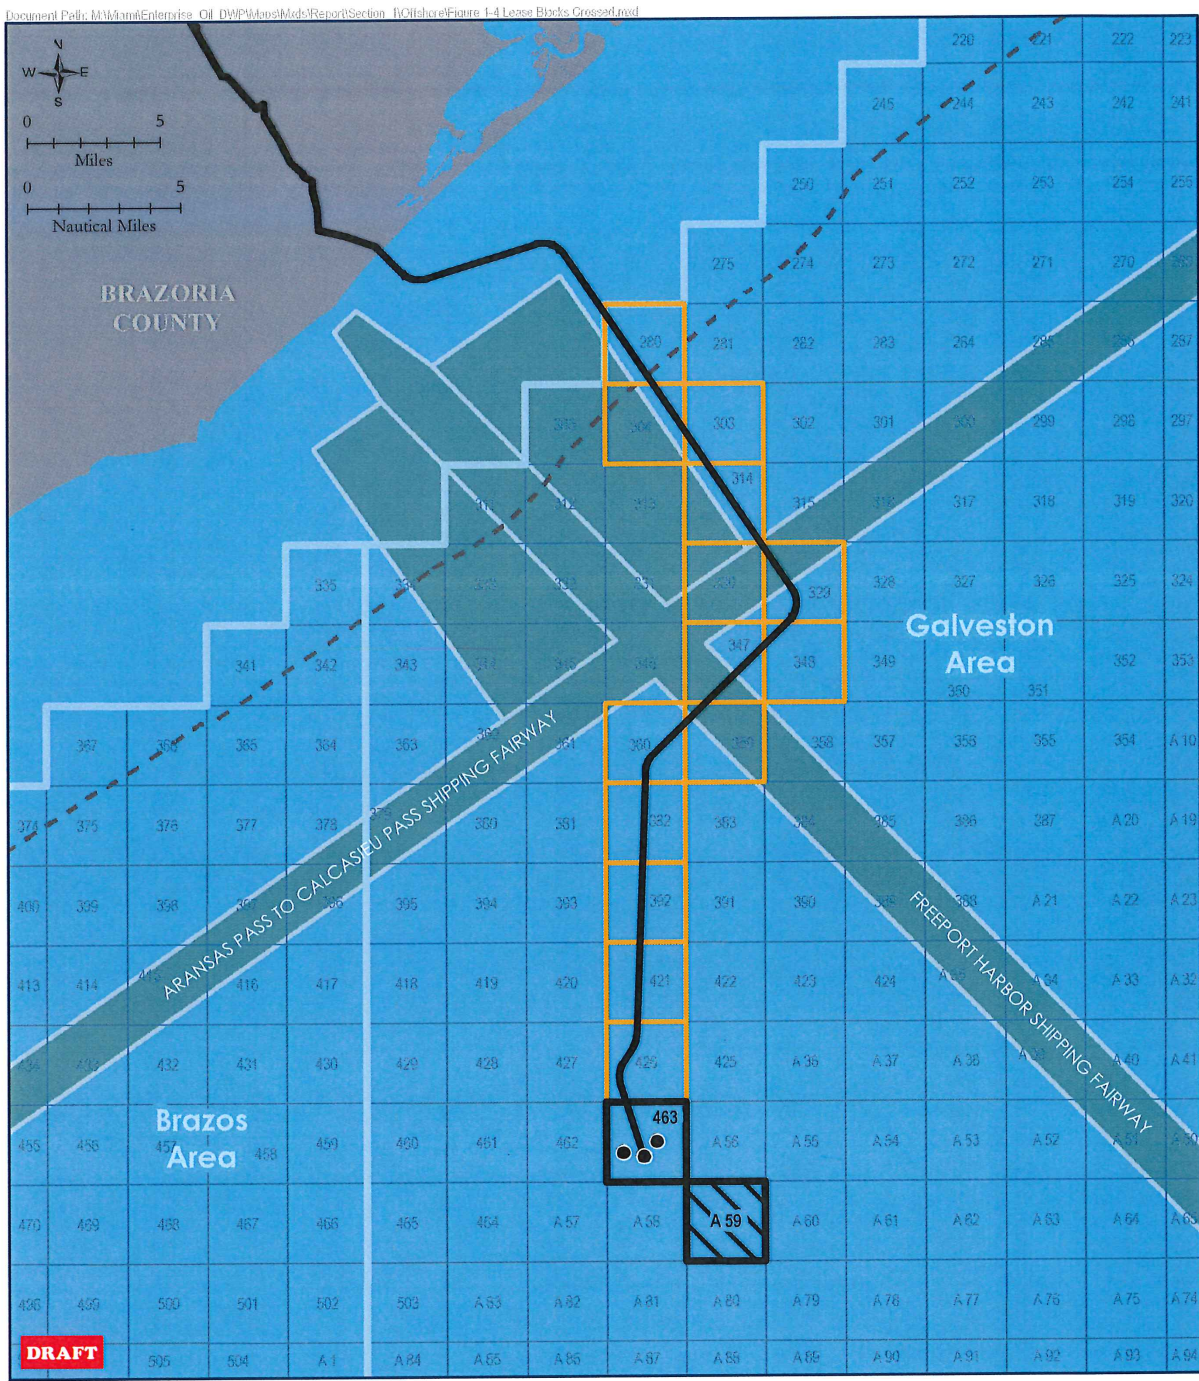 Document Path: M:\Miami\Enterprise_Oil_DWP\Maps\Mxds\Report\Section_1\Offshore\Figure 1-4 Lease Blocks Crossed.mxd
N
W E
S
0 5
Miles
0 5
Nautical Miles
BRAZORIA
COUNTY
220 221 222 223
245 244 243 242 241
250 251 252 253 254 255
275 274 273 272 271 270
280 281 282 283 284 287
303 302 301 299 298 297
314
313 315 317 318 319 320
335 329 328 327 326 325 324
Galveston
Area
347
341 342 343 348 349 352 353
350 351
367 365 364 363 361 360 358 357 356 355 354 A 10
374 375 376 377 378 380 381 382 383 385 386 387 A 20 A 19
ARANSAS PASS TO CALCASIEU PASS SHIPPING FAIRWAY
400 399 398 395 394 393 392 391 390 388 A 21 A 22 A 23
FREEPORT HARBOR SHIPPING FAIRWAY
413 414 416 417 418 419 420 421 422 423 424 A 33 A 32
432 431 430 429 428 427 426 425 A 36 A 37 A 38 A 40 A 41
Brazos
Area
463
455 456 457 458 459 460 461 462 A 56 A 55 A 54 A 53 A 52
470 469 468 467 466 465 464 A 57 A 58 A 59 A 60 A 61 A 62 A 63 A 64
498 499 500 501 502 503 A 83 A 82 A 81 A 80 A 79 A 78 A 77 A 76 A 75 A 74
DRAFT
505 504 A 1 A 84 A 85 A 86 A 87 A 88 A 89 A 90 A 91 A 92 A 93 A 94